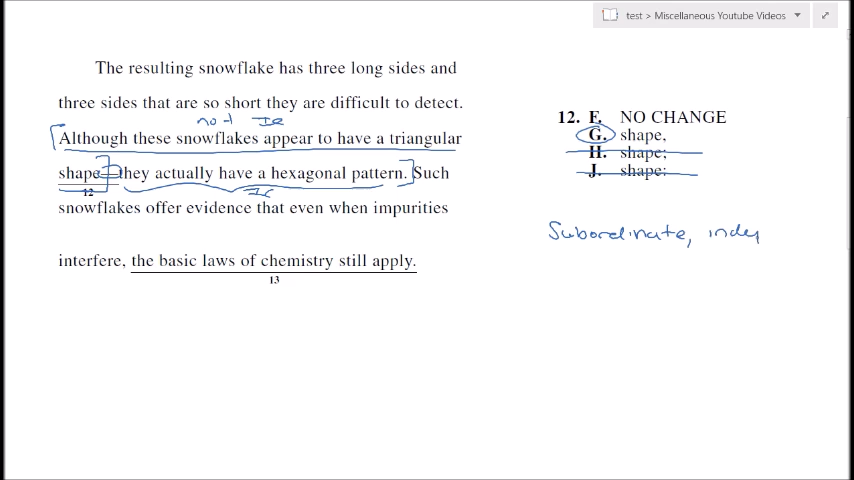 test > Miscellaneous Youtube Videos
The resulting snowflake has three long sides and
three sides that are so short they are difficult to detect.
not Ic
Although these snowflakes appear to have a triangular
shape—they actually have a hexagonal pattern. Such
12
Ic
snowflakes offer evidence that even when impurities
interfere, the basic laws of chemistry still apply.
13
12. F. NO CHANGE
G. shape,
H. shape;
J. shape:
Subordinate, indep